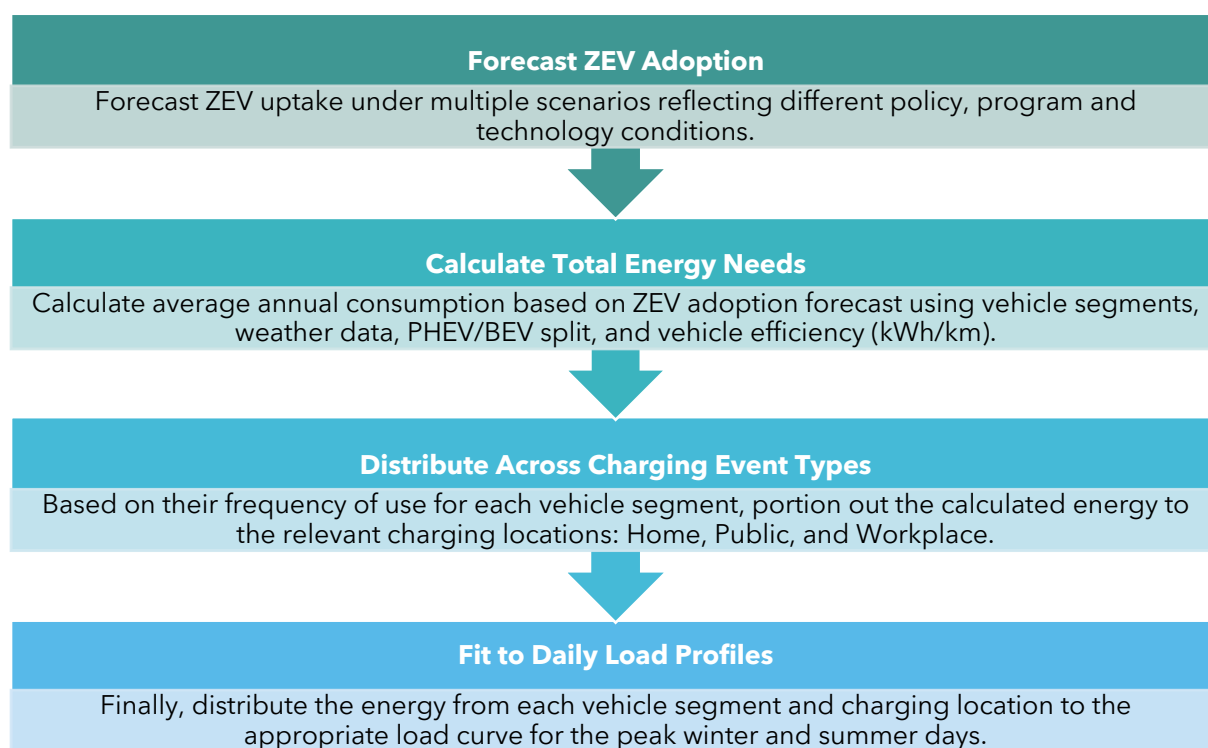 Forecast ZEV Adoption
Forecast ZEV uptake under multiple scenarios reflecting different policy, program and
technology conditions.
Calculate Total Energy Needs
Calculate average annual consumption based on ZEV adoption forecast using vehicle segments,
weather data, PHEV/BEV split, and vehicle efficiency (kWh/km).
Distribute Across Charging Event Types
Based on their frequency of use for each vehicle segment, portion out the calculated energy to
the relevant charging locations: Home, Public, and Workplace.
Fit to Daily Load Profiles
Finally, distribute the energy from each vehicle segment and charging location to the
appropriate load curve for the peak winter and summer days.